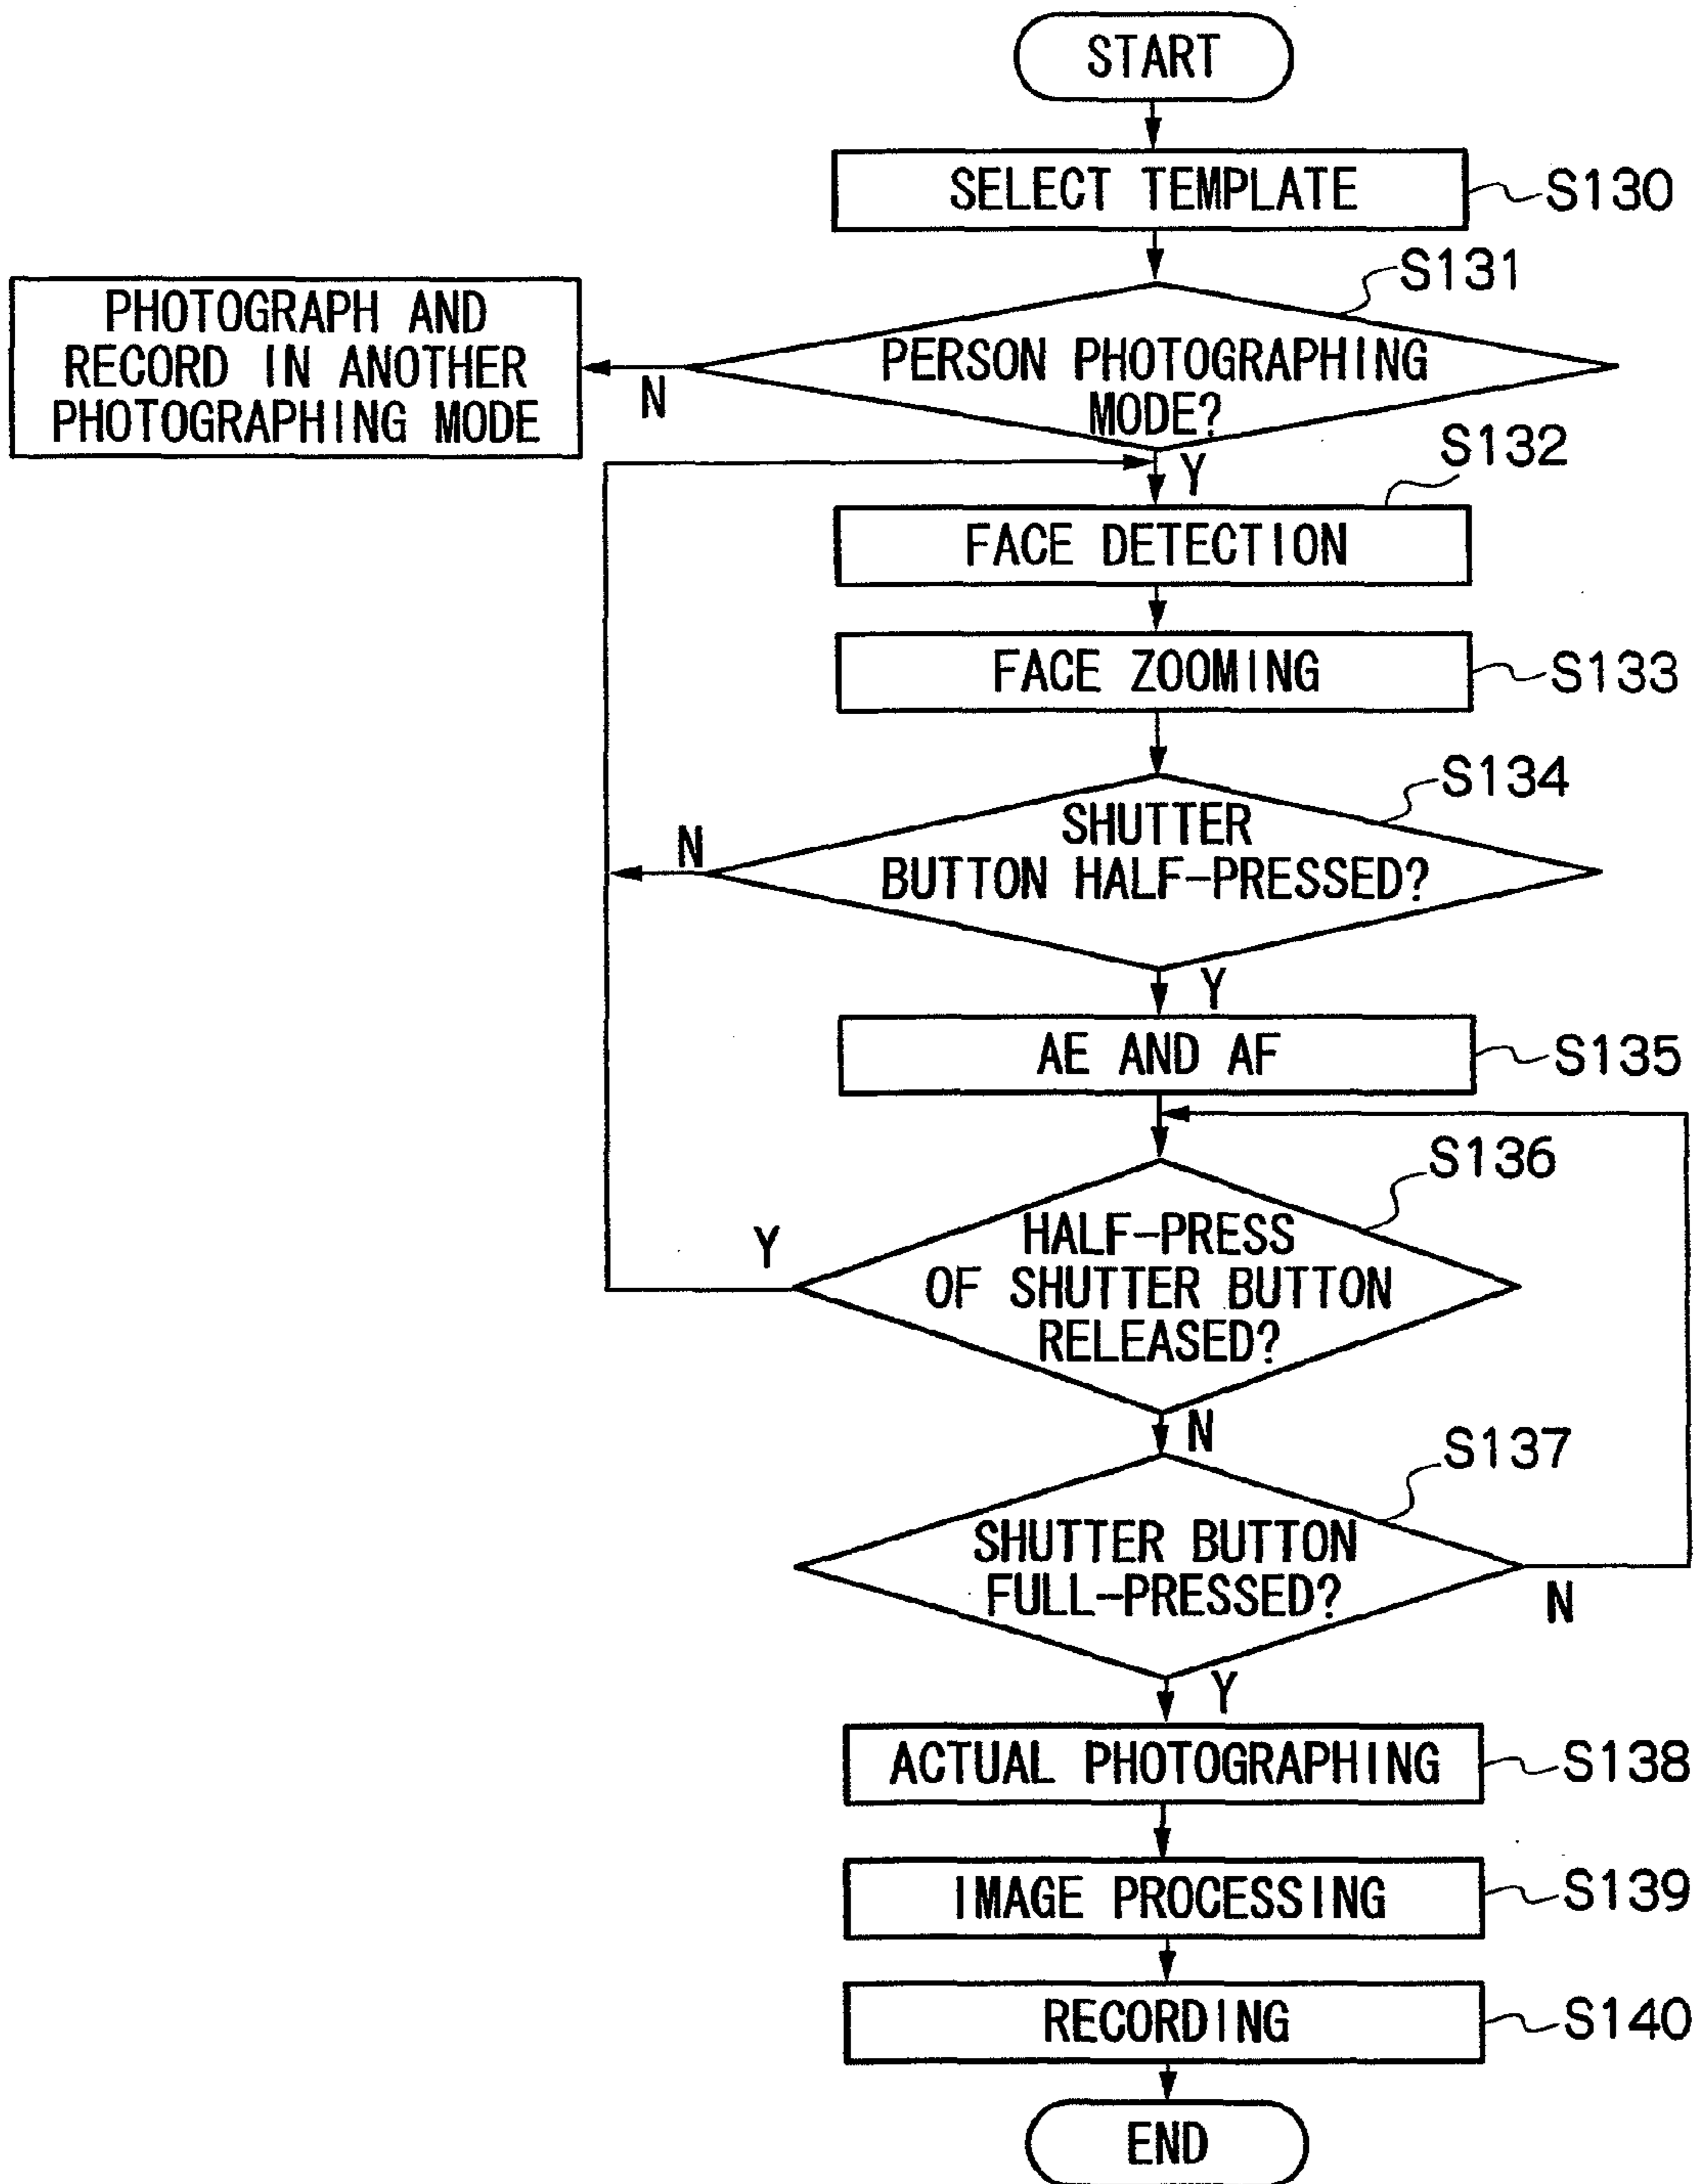 START
SELECT TEMPLATE
S130
S131
PHOTOGRAPH AND
RECORD IN ANOTHER
PHOTOGRAPHING MODE
N
PERSON PHOTOGRAPHING
MODE?
Y
S132
FACE DETECTION
FACE ZOOMING
S133
S134
SHUTTER
BUTTON HALF-PRESSED?
N
Y
AE AND AF
S135
S136
HALF-PRESS
OF SHUTTER BUTTON
RELEASED?
Y
N
S137
SHUTTER BUTTON
FULL-PRESSED?
N
Y
ACTUAL PHOTOGRAPHING
S138
IMAGE PROCESSING
S139
RECORDING
S140
END